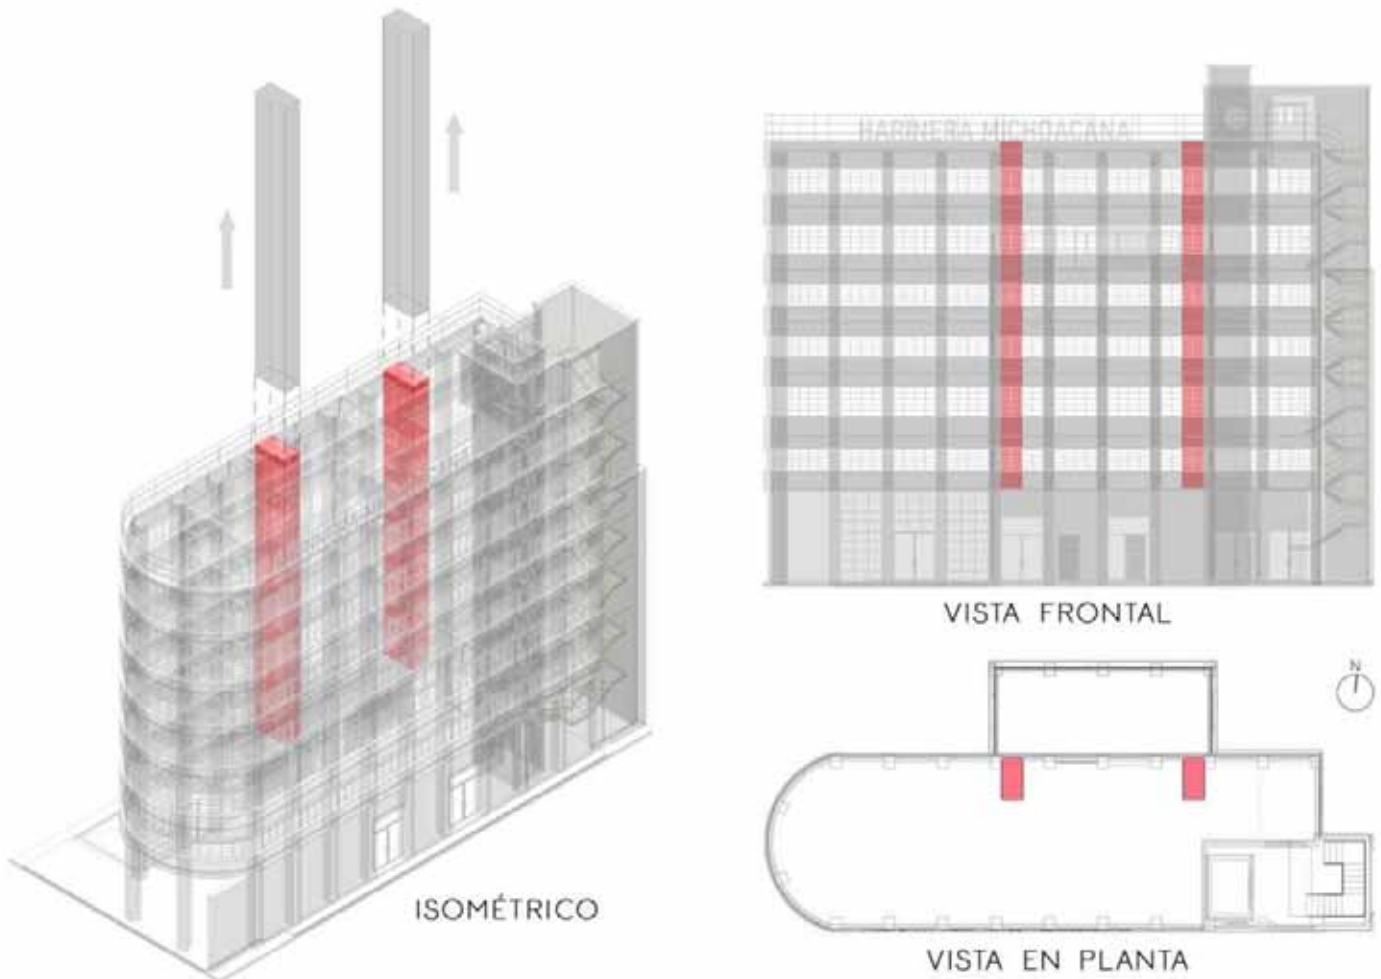 HARINERA MICHOACANA
VISTA FRONTAL
N
ISOMÉTRICO
VISTA EN PLANTA